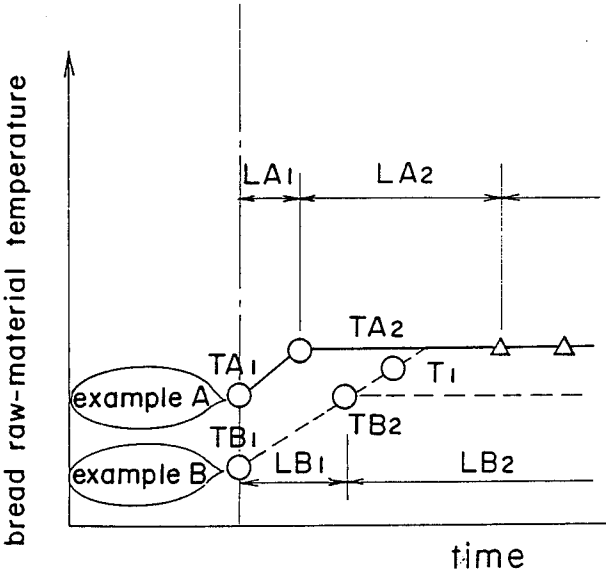 bread raw-material temperature
LA1
LA2
TA2
TA1
T1
example A
TB1
TB2
LB1
LB2
example B
time